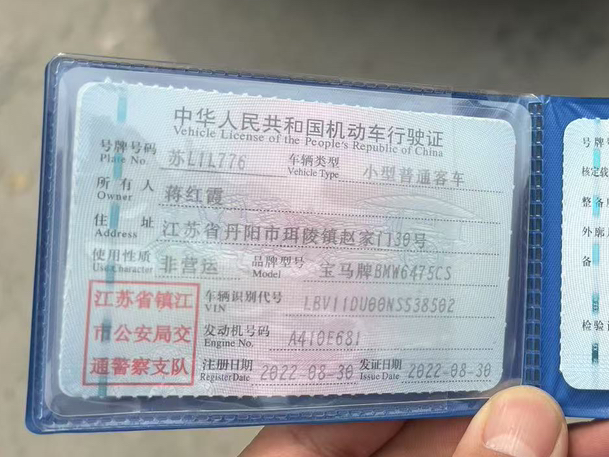 中华人民共和国机动车行驶证
Vehicle License of the People's Republic of China
号牌号码 苏L1L776 车辆类型 小型普通客车
Plate No. Vehicle Type
所有人 蒋红霞
Owner
住址 江苏省丹阳市珥陵镇赵家门30号
Address
使用性质 非营运 品牌型号 宝马牌BMW6475CS
Use Character Model
江苏省镇江
市公安局交
通警察支队
车辆识别代号 LBV11DU00NS538502
VIN
发动机号码 A410E681
Engine No.
注册日期 2022-08-30 发证日期 2022-08-30
Register Date Issue Date
号牌
核定载
整备
外廓
备
检验